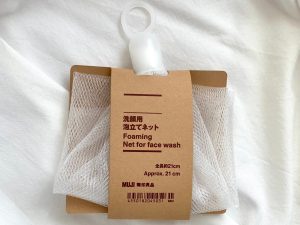 洗顔用
泡立てネット
Foaming
Net for face wash
全長約21cm
Approx. 21 cm
MUJI 無印良品